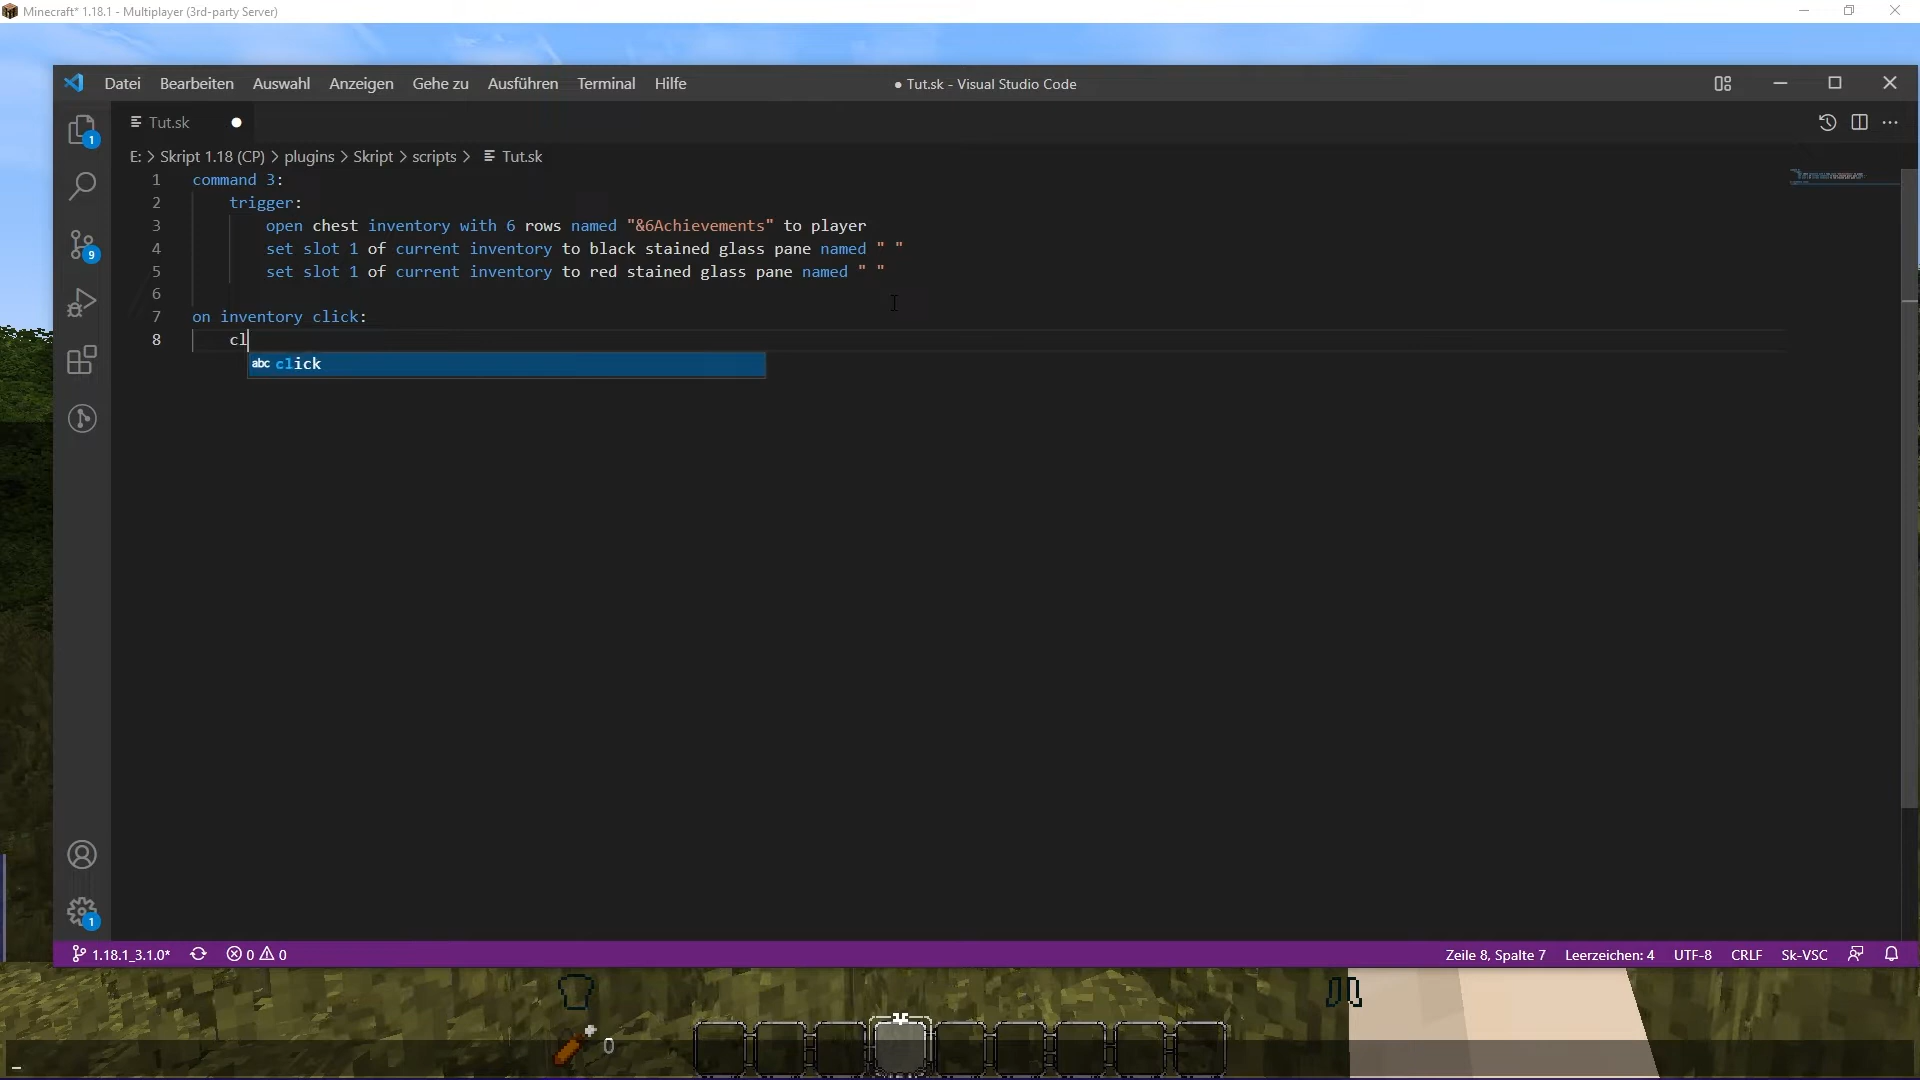 Minecraft* 1.18.1 - Multiplayer (3rd-party Server)
Datei Bearbeiten Auswahl Anzeigen Gehe zu Ausführen Terminal Hilfe
● Tut.sk - Visual Studio Code
Tut.sk
E: > Skript 1.18 (CP) > plugins > Skript > scripts > Tut.sk
1 command 3:
2 trigger:
3 open chest inventory with 6 rows named "&6Achievements" to player
4 set slot 1 of current inventory to black stained glass pane named " "
5 set slot 1 of current inventory to red stained glass pane named " "
6
7 on inventory click:
8 cl
abc click
1
9
1
1.18.1_3.1.0* 0 0
Zeile 8, Spalte 7 Leerzeichen: 4 UTF-8 CRLF Sk-VSC
0
_